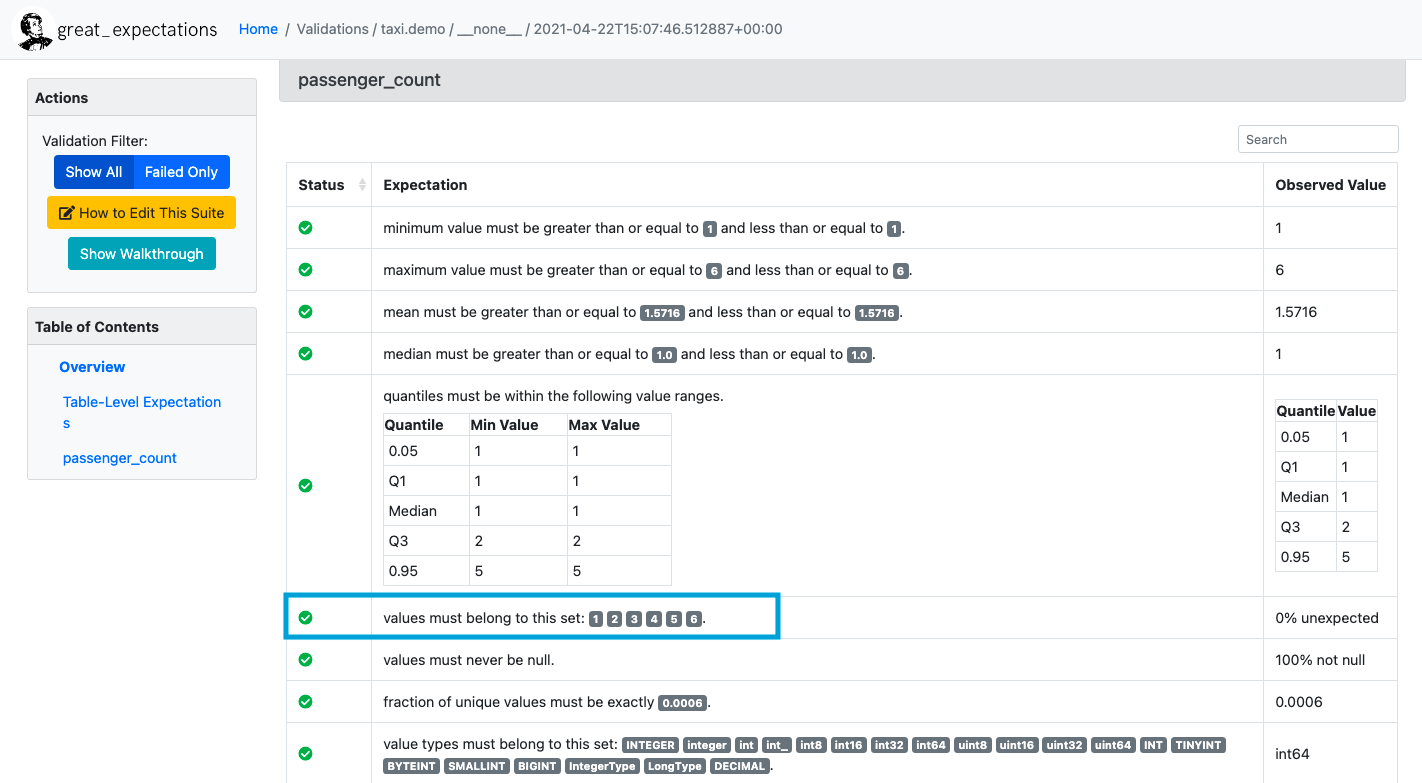 great_expectations
Home / Validations / taxi.demo / __none__ / 2021-04-22T15:07:46.512887+00:00
Actions
Validation Filter:
Show All Failed Only
How to Edit This Suite
Show Walkthrough
Table of Contents
Overview
Table-Level Expectation
s
passenger_count
passenger_count
Search
Status Expectation Observed Value
minimum value must be greater than or equal to 1 and less than or equal to 1. 1
maximum value must be greater than or equal to 6 and less than or equal to 6. 6
mean must be greater than or equal to 1.5716 and less than or equal to 1.5716. 1.5716
median must be greater than or equal to 1.0 and less than or equal to 1.0. 1
quantiles must be within the following value ranges.
Quantile Min Value Max Value
0.05 1 1
Q1 1 1
Median 1 1
Q3 2 2
0.95 5 5
Quantile Value
0.05 1
Q1 1
Median 1
Q3 2
0.95 5
values must belong to this set: 1 2 3 4 5 6. 0% unexpected
values must never be null. 100% not null
fraction of unique values must be exactly 0.0006. 0.0006
value types must belong to this set: INTEGER integer int int_ int8 int16 int32 int64 uint8 uint16 uint32 uint64 INT TINYINT
BYTEINT SMALLINT BIGINT IntegerType LongType DECIMAL. int64